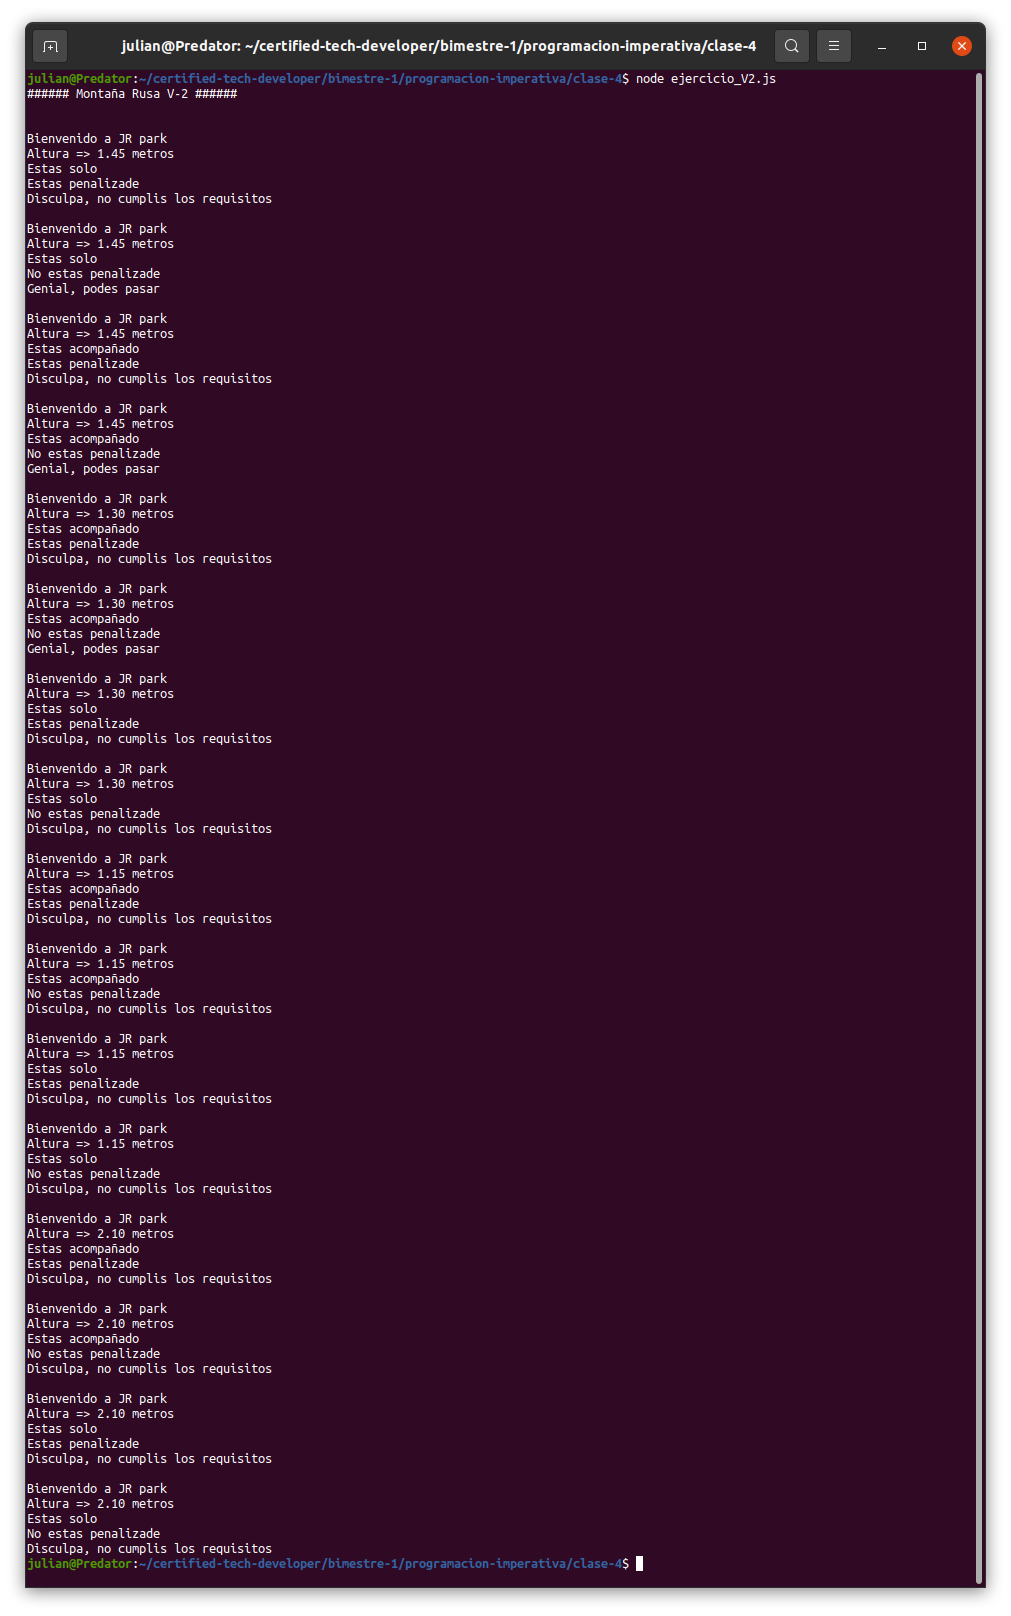 julian@Predator: ~/certified-tech-developer/bimestre-1/programacion-imperativa/clase-4
julian@Predator:~/certified-tech-developer/bimestre-1/programacion-imperativa/clase-4$ node ejercicio_V2.js
###### Montaña Rusa V-2 ######
Bienvenido a JR park
Altura => 1.45 metros
Estas solo
Estas penalizade
Disculpa, no cumplis los requisitos
Bienvenido a JR park
Altura => 1.45 metros
Estas solo
No estas penalizade
Genial, podes pasar
Bienvenido a JR park
Altura => 1.45 metros
Estas acompañado
Estas penalizade
Disculpa, no cumplis los requisitos
Bienvenido a JR park
Altura => 1.45 metros
Estas acompañado
No estas penalizade
Genial, podes pasar
Bienvenido a JR park
Altura => 1.30 metros
Estas acompañado
Estas penalizade
Disculpa, no cumplis los requisitos
Bienvenido a JR park
Altura => 1.30 metros
Estas acompañado
No estas penalizade
Genial, podes pasar
Bienvenido a JR park
Altura => 1.30 metros
Estas solo
Estas penalizade
Disculpa, no cumplis los requisitos
Bienvenido a JR park
Altura => 1.30 metros
Estas solo
No estas penalizade
Disculpa, no cumplis los requisitos
Bienvenido a JR park
Altura => 1.15 metros
Estas acompañado
Estas penalizade
Disculpa, no cumplis los requisitos
Bienvenido a JR park
Altura => 1.15 metros
Estas acompañado
No estas penalizade
Disculpa, no cumplis los requisitos
Bienvenido a JR park
Altura => 1.15 metros
Estas solo
Estas penalizade
Disculpa, no cumplis los requisitos
Bienvenido a JR park
Altura => 1.15 metros
Estas solo
No estas penalizade
Disculpa, no cumplis los requisitos
Bienvenido a JR park
Altura => 2.10 metros
Estas acompañado
Estas penalizade
Disculpa, no cumplis los requisitos
Bienvenido a JR park
Altura => 2.10 metros
Estas acompañado
No estas penalizade
Disculpa, no cumplis los requisitos
Bienvenido a JR park
Altura => 2.10 metros
Estas solo
Estas penalizade
Disculpa, no cumplis los requisitos
Bienvenido a JR park
Altura => 2.10 metros
Estas solo
No estas penalizade
Disculpa, no cumplis los requisitos
julian@Predator:~/certified-tech-developer/bimestre-1/programacion-imperativa/clase-4$